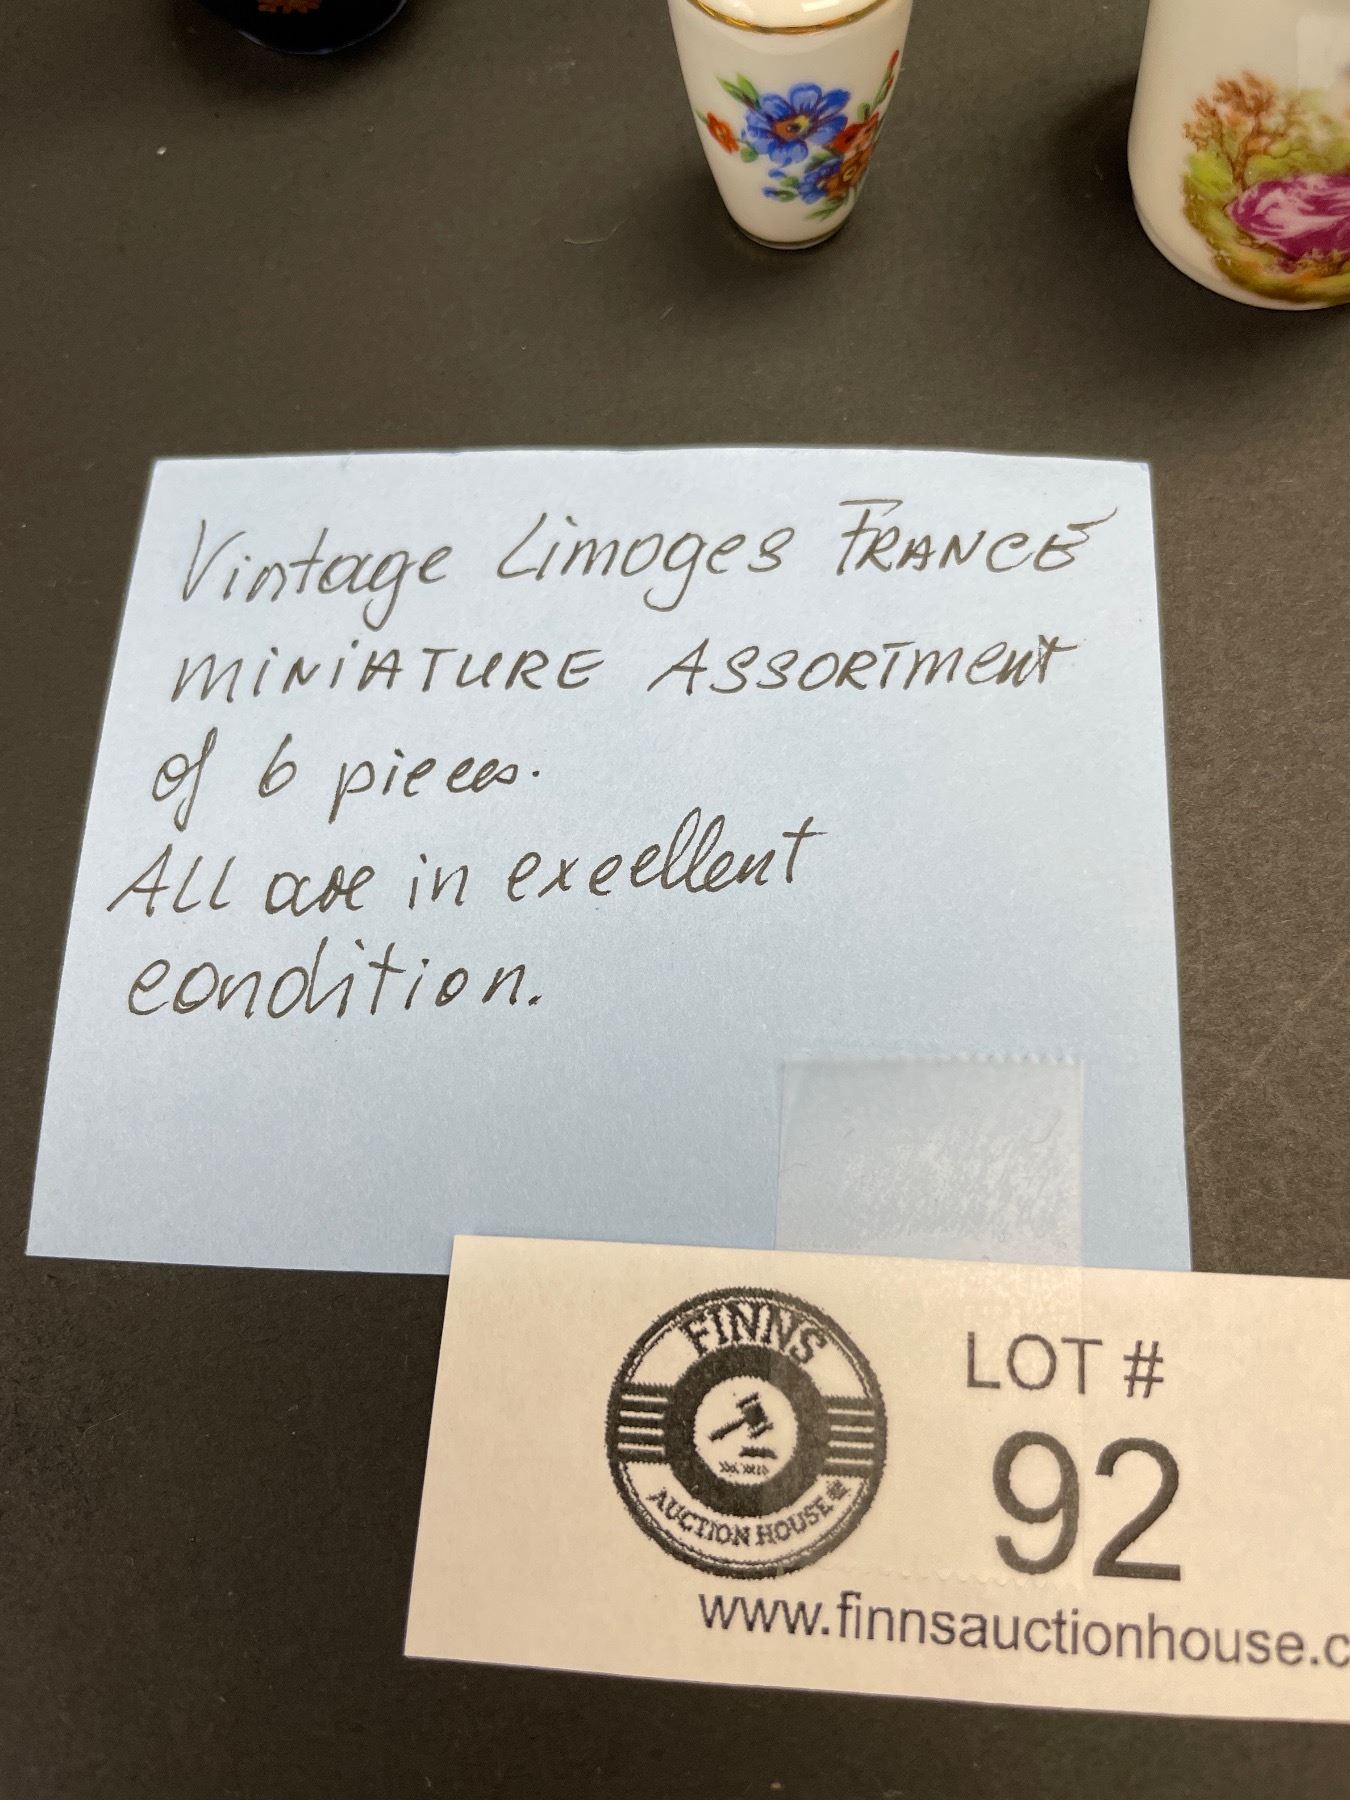 Vintage Limoges FRANCE
MiNiATURE ASSORTment
of 6 pieces.
ALL are in excellent
condition.
FINNS
AUCTION HOUSE
LOT #
92
www.finnsauctionhouse.c